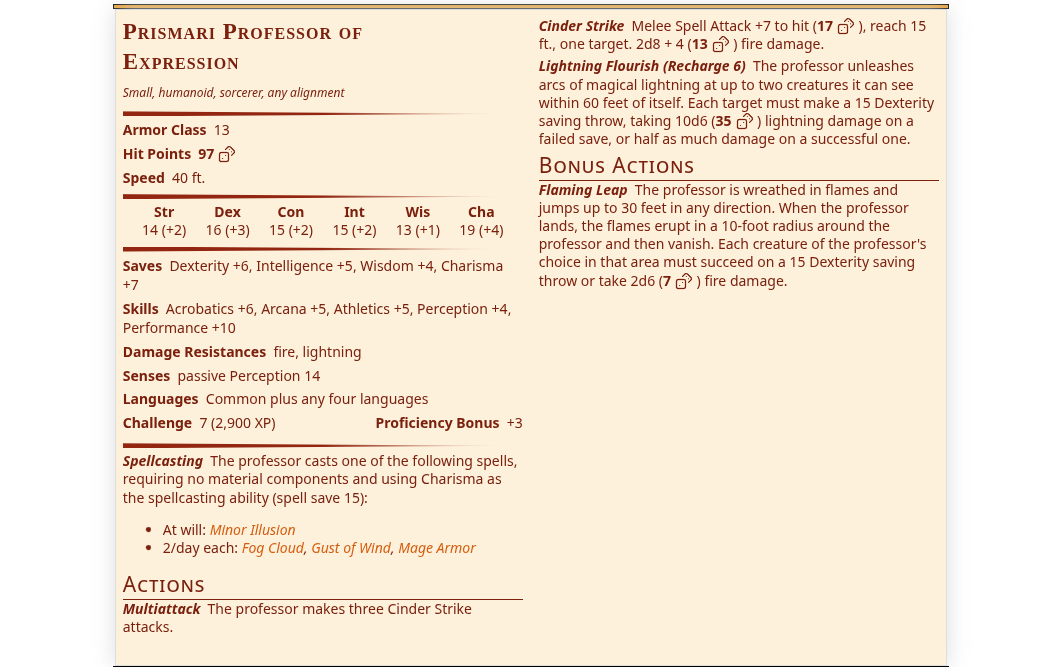 Prismari Professor of
Expression
Small, humanoid, sorcerer, any alignment
Armor Class 13
Hit Points 97
Speed 40 ft.
Str Dex Con Int Wis Cha
14 (+2) 16 (+3) 15 (+2) 15 (+2) 13 (+1) 19 (+4)
Saves Dexterity +6, Intelligence +5, Wisdom +4, Charisma
+7
Skills Acrobatics +6, Arcana +5, Athletics +5, Perception +4,
Performance +10
Damage Resistances fire, lightning
Senses passive Perception 14
Languages Common plus any four languages
Challenge 7 (2,900 XP) Proficiency Bonus +3
Spellcasting The professor casts one of the following spells,
requiring no material components and using Charisma as
the spellcasting ability (spell save 15):
• At will: Minor Illusion
• 2/day each: Fog Cloud, Gust of Wind, Mage Armor
Actions
Multiattack The professor makes three Cinder Strike
attacks.
Cinder Strike Melee Spell Attack +7 to hit (17 ), reach 15
ft., one target. 2d8 + 4 (13 ) fire damage.
Lightning Flourish (Recharge 6) The professor unleashes
arcs of magical lightning at up to two creatures it can see
within 60 feet of itself. Each target must make a 15 Dexterity
saving throw, taking 10d6 (35 ) lightning damage on a
failed save, or half as much damage on a successful one.
Bonus Actions
Flaming Leap The professor is wreathed in flames and
jumps up to 30 feet in any direction. When the professor
lands, the flames erupt in a 10-foot radius around the
professor and then vanish. Each creature of the professor's
choice in that area must succeed on a 15 Dexterity saving
throw or take 2d6 (7 ) fire damage.